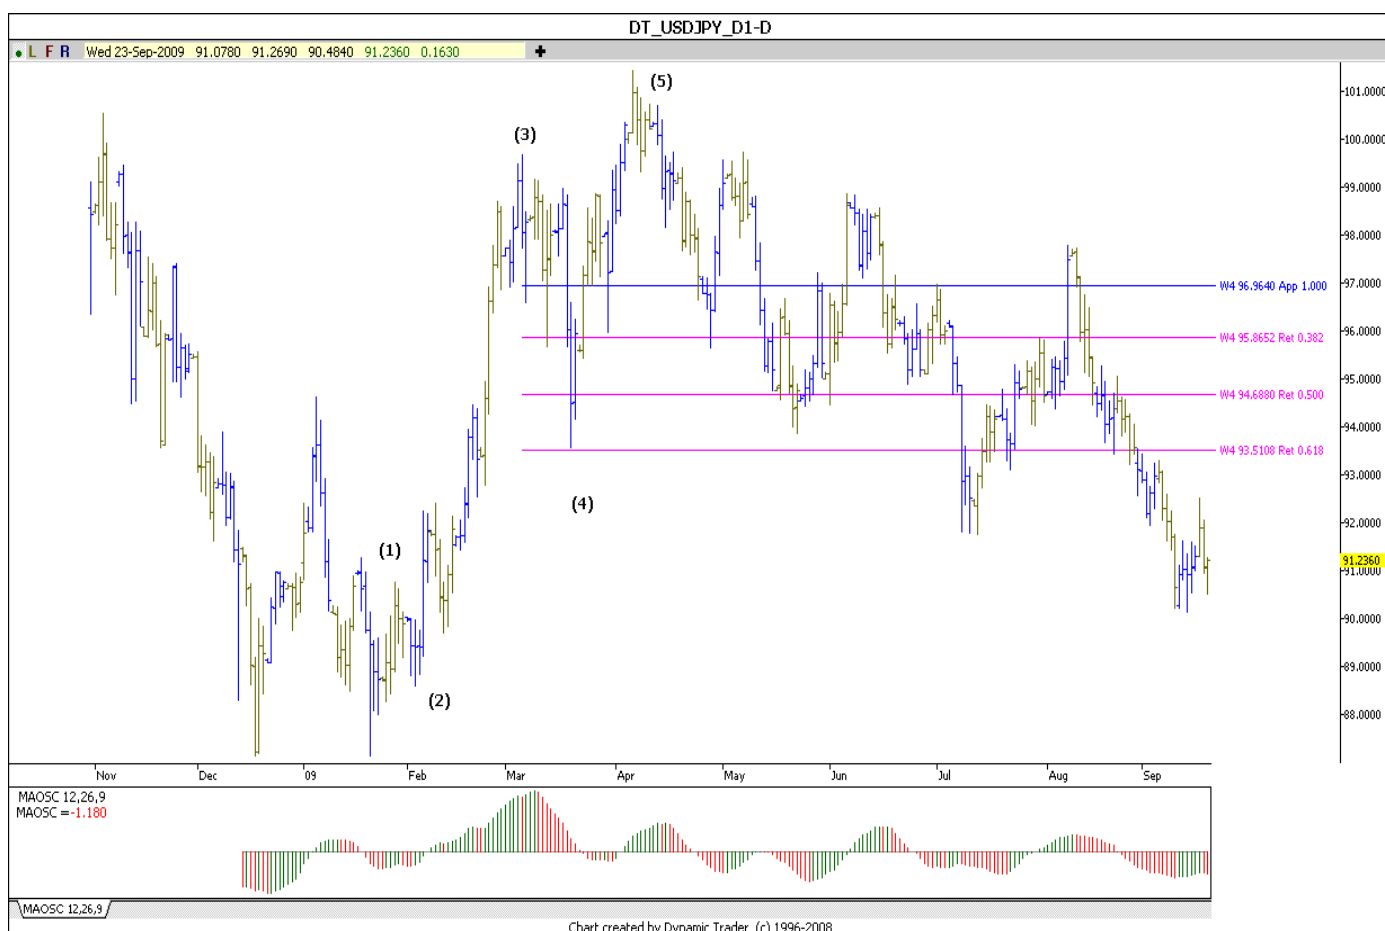 DT_USDJPY_D1-D
L F R Wed 23-Sep-2009 91.0780 91.2690 90.4840 91.2360 0.1630
(5)
101.0000
(3)
100.0000
99.0000
98.0000
97.0000
W4 96.9640 App 1.000
96.0000
W4 95.8652 Ret 0.382
95.0000
W4 94.6880 Ret 0.500
94.0000
W4 93.5108 Ret 0.618
93.0000
(4)
92.0000
(1)
91.2360
91.0000
90.0000
89.0000
(2)
88.0000
Nov Dec 09 Feb Mar Apr May Jun Jul Aug Sep
MAOSC 12,26,9
MAOSC =-1.180
MAOSC 12,26,9
Chart created by Dynamic Trader (c) 1996-2008